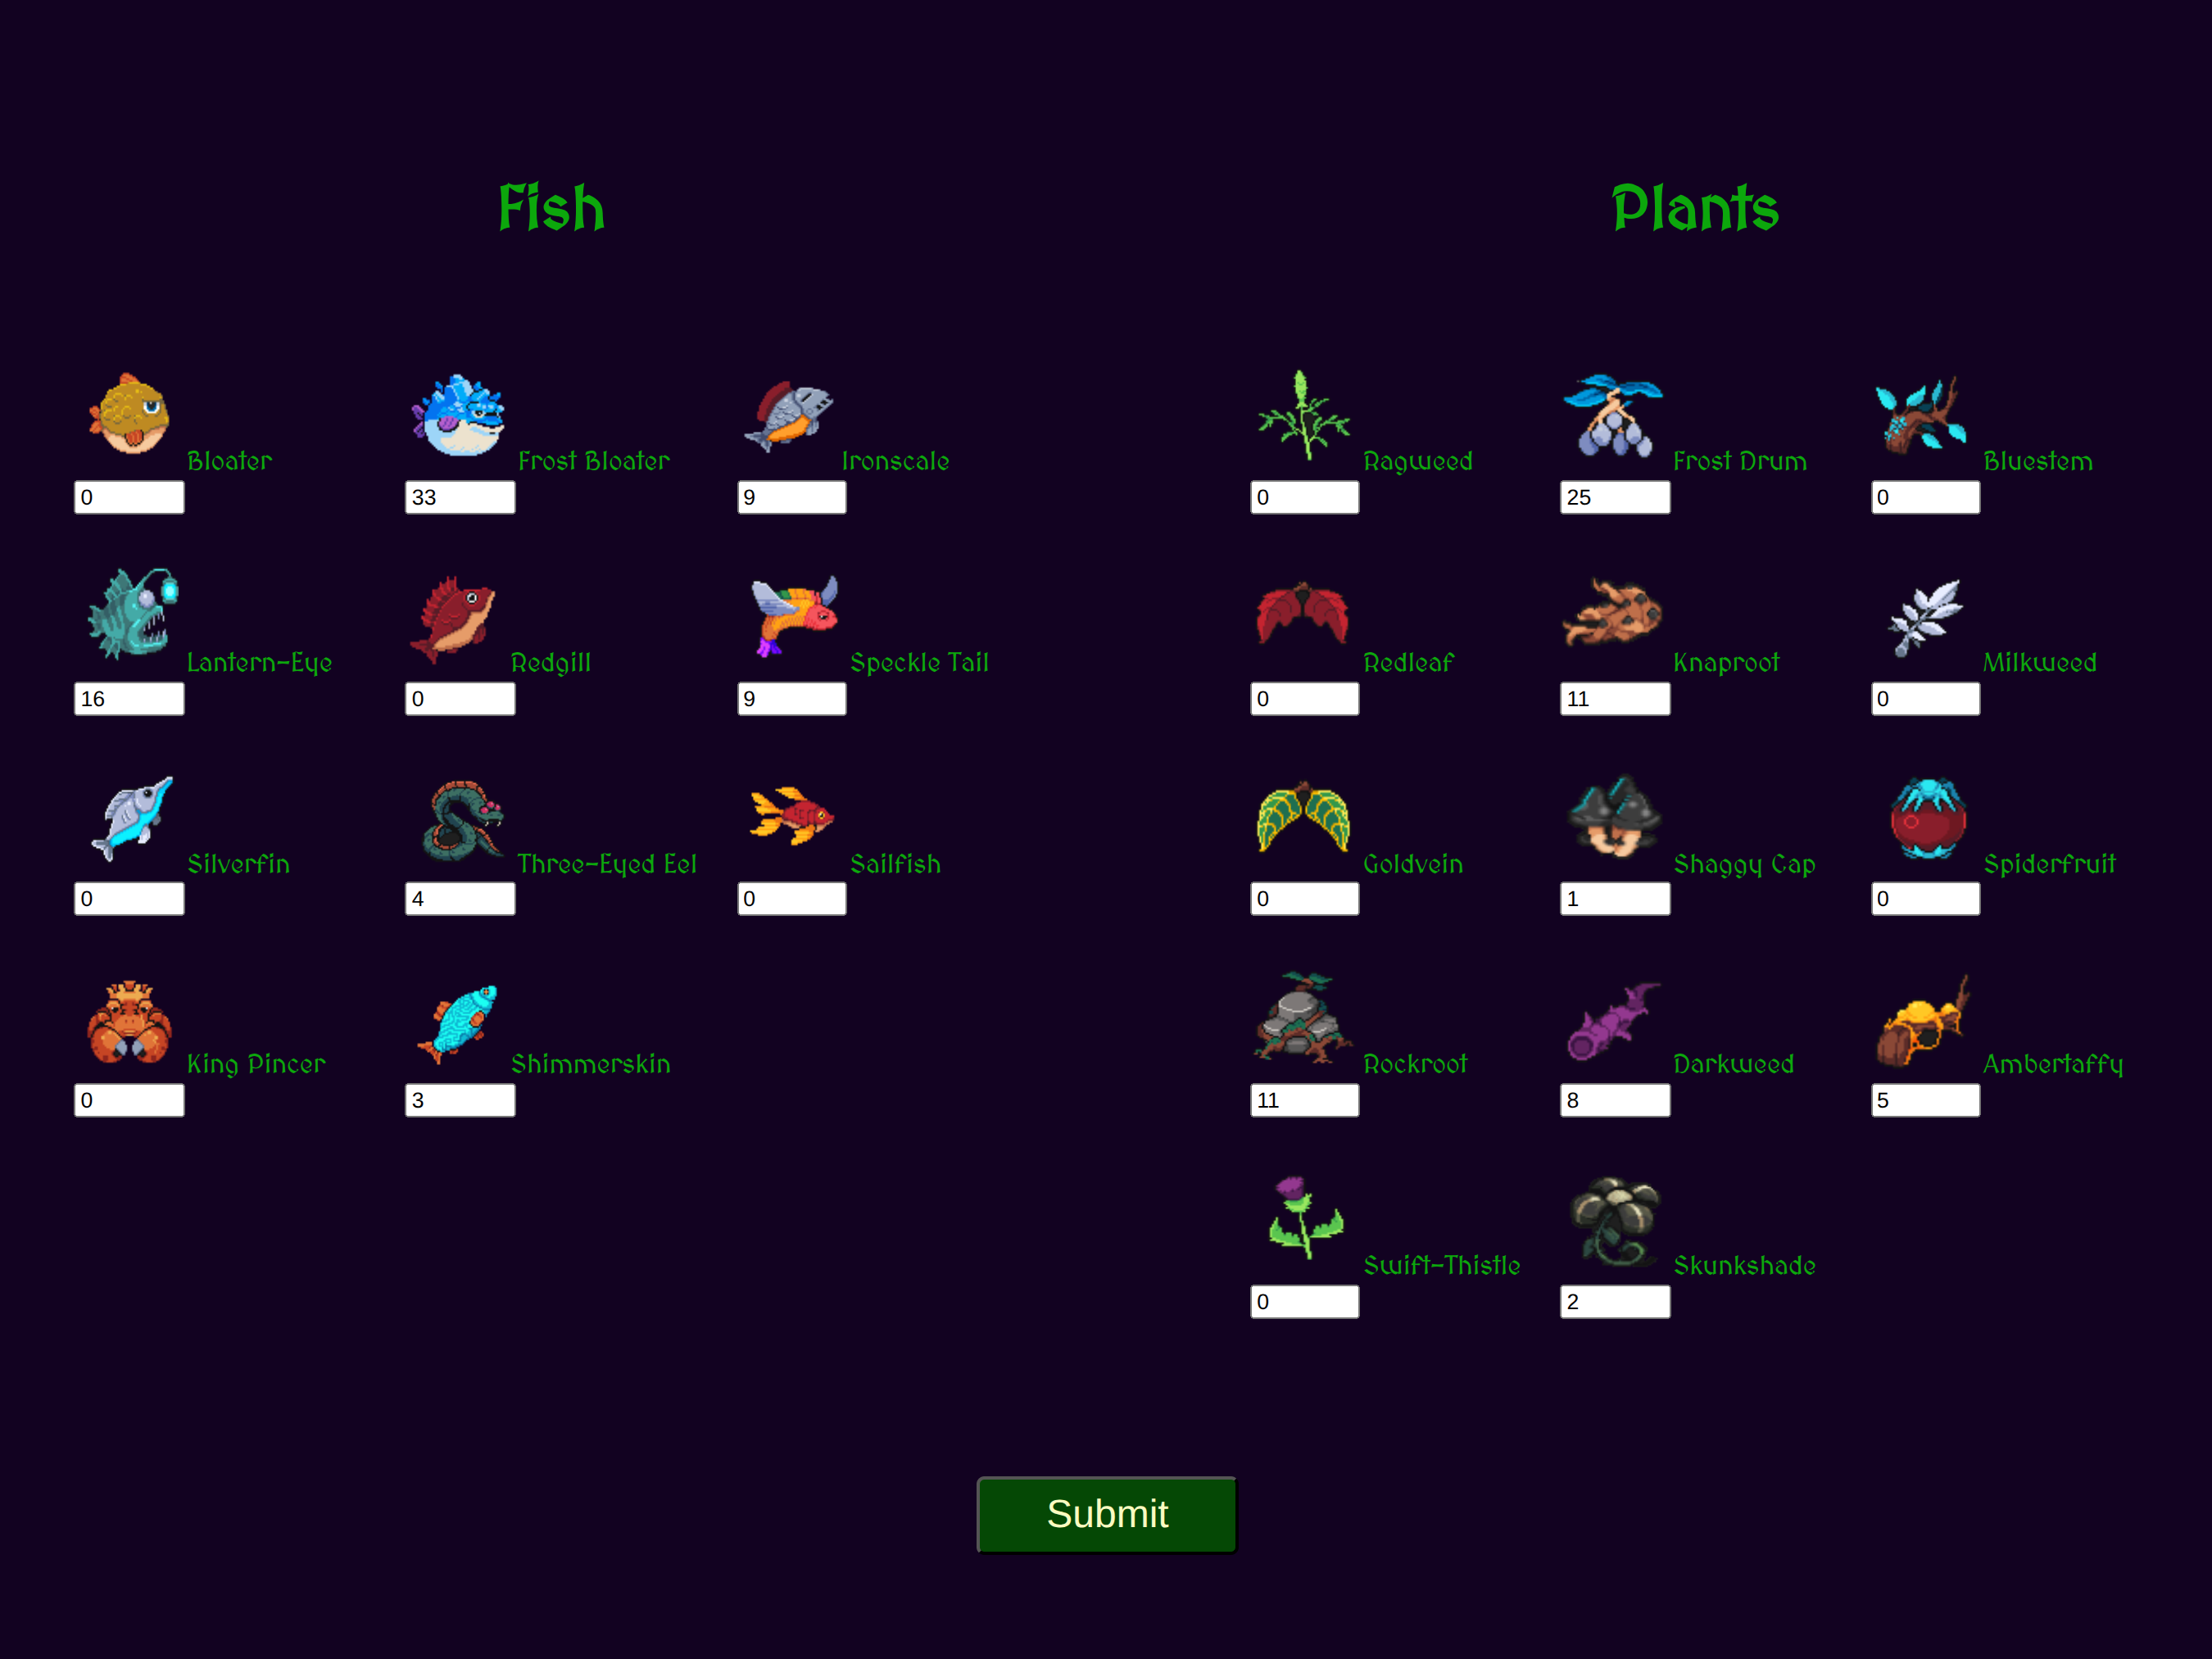 Fish
Plants
Bloater
Frost Bloater
Ironscale
Ragweed
Frost Drum
Bluestem
0
33
9
0
25
0
Lantern-Eye
Redgill
Speckle Tail
Redleaf
Knaproot
Milkweed
16
0
9
0
11
0
Silverfin
Three-Eyed Eel
Sailfish
Goldvein
Shaggy Cap
Spiderfruit
0
4
0
0
1
0
King Pincer
Shimmerskin
Rockroot
Darkweed
Ambertaffy
0
3
11
8
5
Swift-Thistle
Skunkshade
0
2
Submit